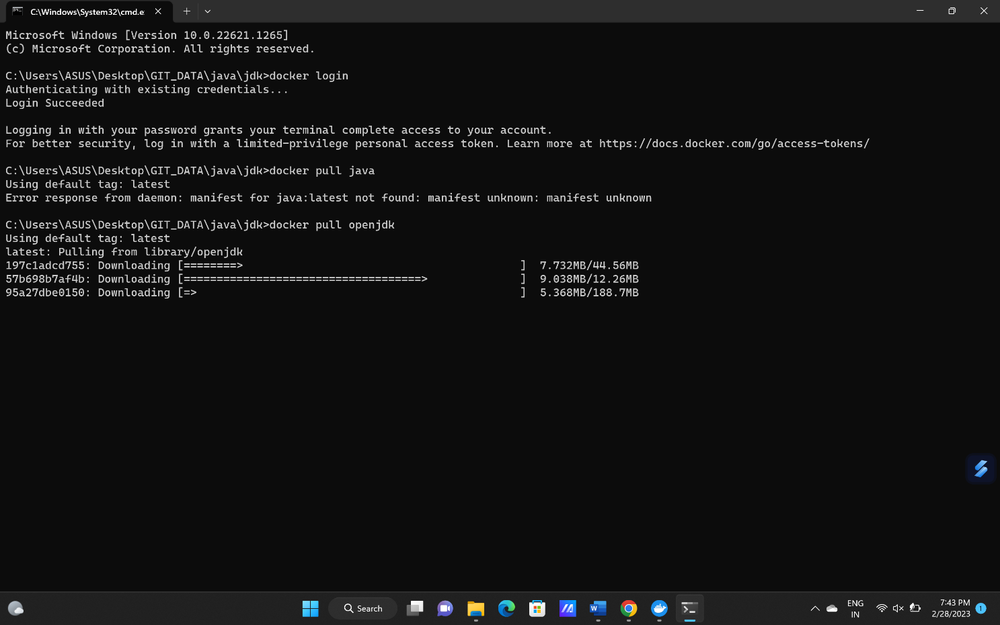 C:\Windows\System32\cmd.e
Microsoft Windows [Version 10.0.22621.1265]
(c) Microsoft Corporation. All rights reserved.
C:\Users\ASUS\Desktop\GIT_DATA\java\jdk>docker login
Authenticating with existing credentials...
Login Succeeded
Logging in with your password grants your terminal complete access to your account.
For better security, log in with a limited-privilege personal access token. Learn more at https://docs.docker.com/go/access-tokens/
C:\Users\ASUS\Desktop\GIT_DATA\java\jdk>docker pull java
Using default tag: latest
Error response from daemon: manifest for java:latest not found: manifest unknown: manifest unknown
C:\Users\ASUS\Desktop\GIT_DATA\java\jdk>docker pull openjdk
Using default tag: latest
latest: Pulling from library/openjdk
197c1adcd755: Downloading [========>                                          ]  7.732MB/44.56MB
57b698b7af4b: Downloading [====================================>              ]  9.038MB/12.26MB
95a27dbe0150: Downloading [=>                                                 ]  5.368MB/188.7MB
Search
W
ENG
IN
7:43 PM
2/28/2023
1